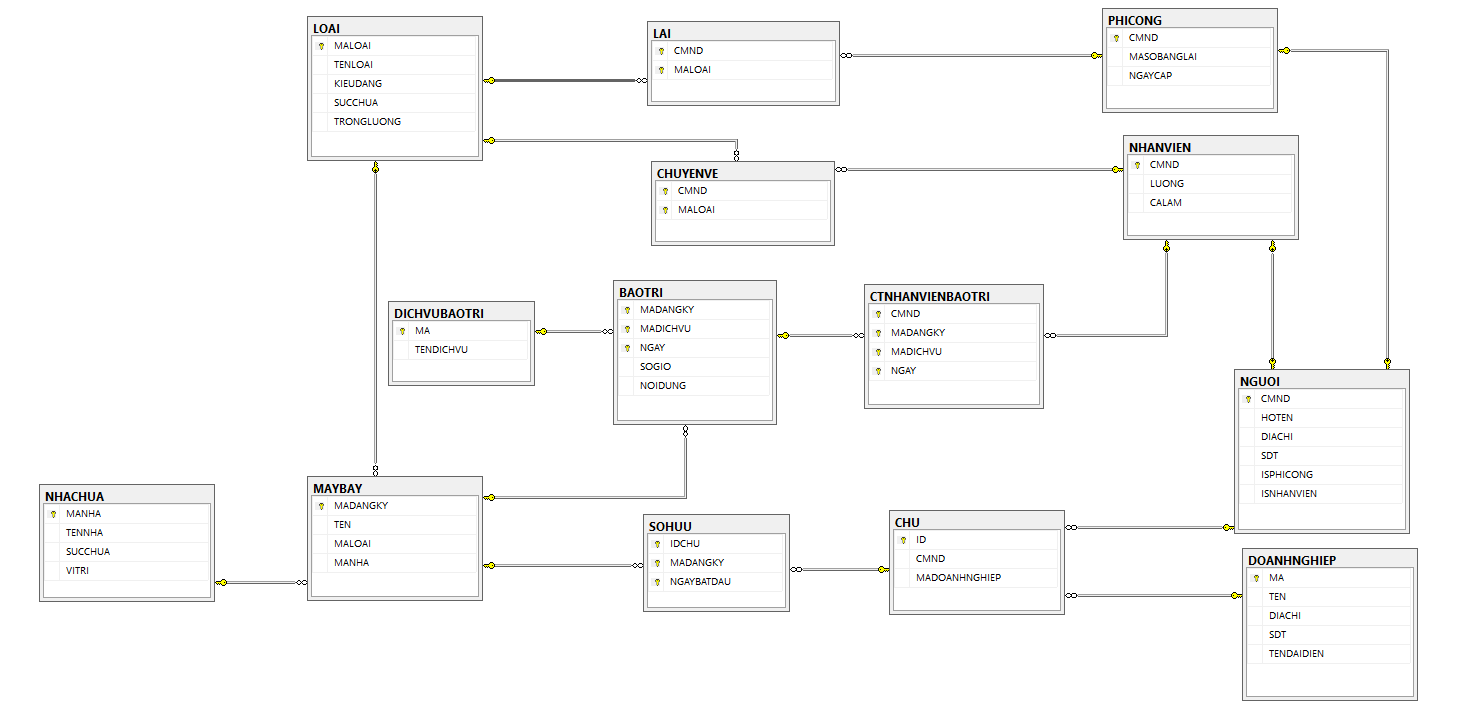 LOAI
MALOAI
TENLOAI
KIEUDANG
SUCCHUA
TRONGLUONG
LAI
CMND
MALOAI
PHICONG
CMND
MASOBANGLAI
NGAYCAP
CHUYENVE
CMND
MALOAI
NHANVIEN
CMND
LUONG
CALAM
DICHVUBAOTRI
MA
TENDICHVU
BAOTRI
MADANGKY
MADICHVU
NGAY
SOGIO
NOIDUNG
CTNHANVIENBAOTRI
CMND
MADANGKY
MADICHVU
NGAY
NGUOI
CMND
HOTEN
DIACHI
SDT
ISPHICONG
ISNHANVIEN
NHACHUA
MANHA
TENNHA
SUCCHUA
VITRI
MAYBAY
MADANGKY
TEN
MALOAI
MANHA
SOHUU
IDCHU
MADANGKY
NGAYBATDAU
CHU
ID
CMND
MADOANHNGHIEP
DOANHNGHIEP
MA
TEN
DIACHI
SDT
TENDAIDIEN